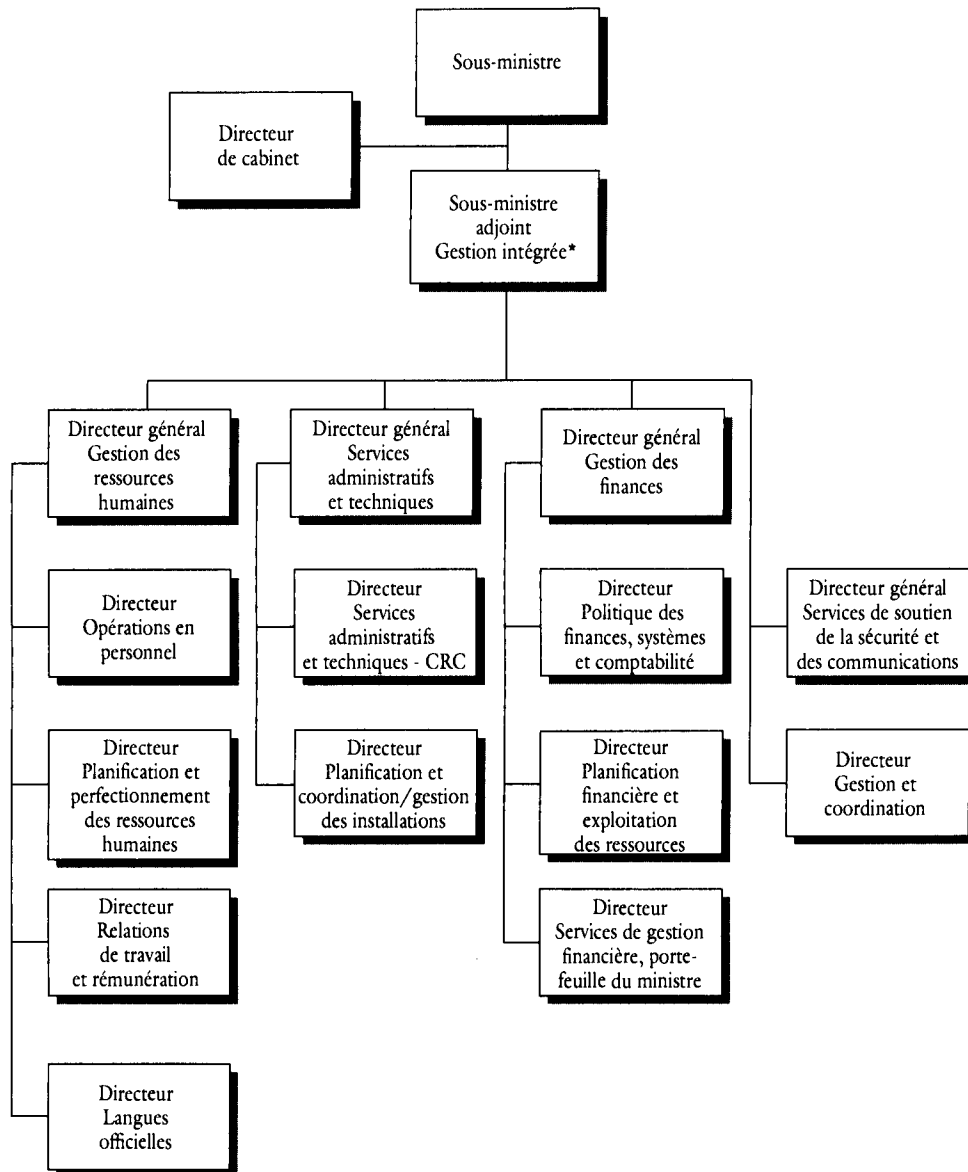 Sous-ministre
Directeur
de cabinet
Sous-ministre
adjoint
Gestion intégrée*
Directeur général
Gestion des
ressources
humaines
Directeur
Opérations en
personnel
Directeur
Planification et
perfectionnement
des ressources
humaines
Directeur
Relations
de travail
et rémunération
Directeur
Langues
officielles
Directeur général
Services
administratifs
et techniques
Directeur
Services
administratifs
et techniques - CRC
Directeur
Planification et
coordination/gestion
des installations
Directeur général
Gestion des
finances
Directeur
Politique des
finances, systèmes
et comptabilité
Directeur
Planification
financière et
exploitation
des ressources
Directeur
Services de gestion
financière, porte-
feuille du ministre
Directeur général
Services de soutien
de la sécurité et
des communications
Directeur
Gestion et
coordination